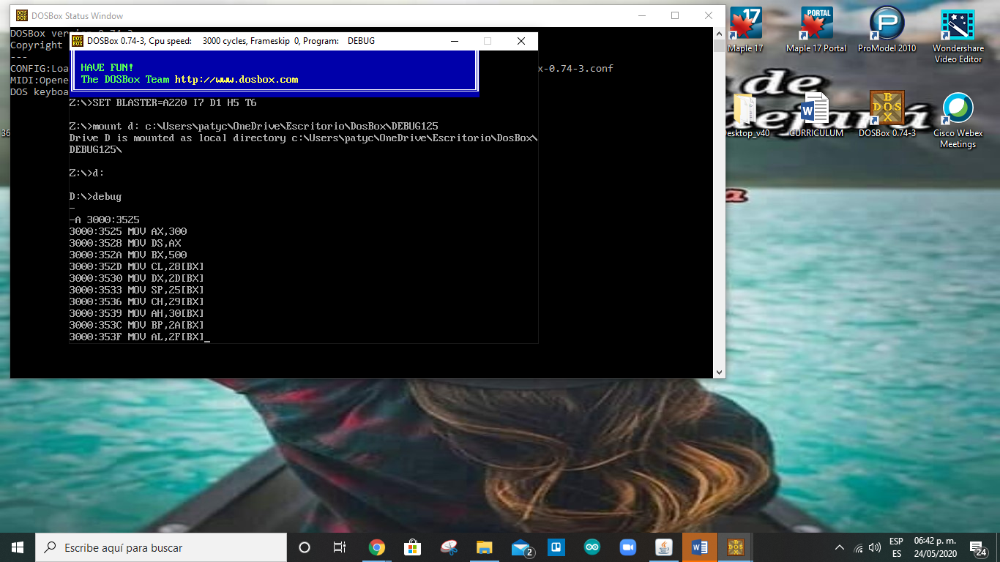 DOSBox Status Window
DOSBox version 0.74-3
Copyright
---
CONFIG:Loa
x-0.74-3.conf
MIDI:Opene
DOS keyboa
DOSBox 0.74-3, Cpu speed: 3000 cycles, Frameskip 0, Program: DEBUG
HAVE FUN!
The DOSBox Team http://www.dosbox.com
Z:\>SET BLASTER=A220 I7 D1 H5 T6
Z:\>mount d: c:\Users\patyc\OneDrive\Escritorio\DosBox\DEBUG125
Drive D is mounted as local directory c:\Users\patyc\OneDrive\Escritorio\DosBox\
DEBUG125\
Z:\>d:
D:\>debug
-
-A 3000:3525
3000:3525 MOV AX,300
3000:3528 MOV DS,AX
3000:352A MOV BX,500
3000:352D MOV CL,28[BX]
3000:3530 MOV DX,2D[BX]
3000:3533 MOV SP,25[BX]
3000:3536 MOV CH,29[BX]
3000:3539 MOV AH,30[BX]
3000:353C MOV BP,2A[BX]
3000:353F MOV AL,2F[BX]_
17
PORTAL
Maple 17
Maple 17 Portal
ProModel 2010
Wondershare
Video Editor
de
dejará
36
esktop_v40
CURRICULUM
DOSBox 0.74-3
Cisco Webex
Meetings
a
Escribe aquí para buscar
2
ESP
ES
06:42 p. m.
24/05/2020
24